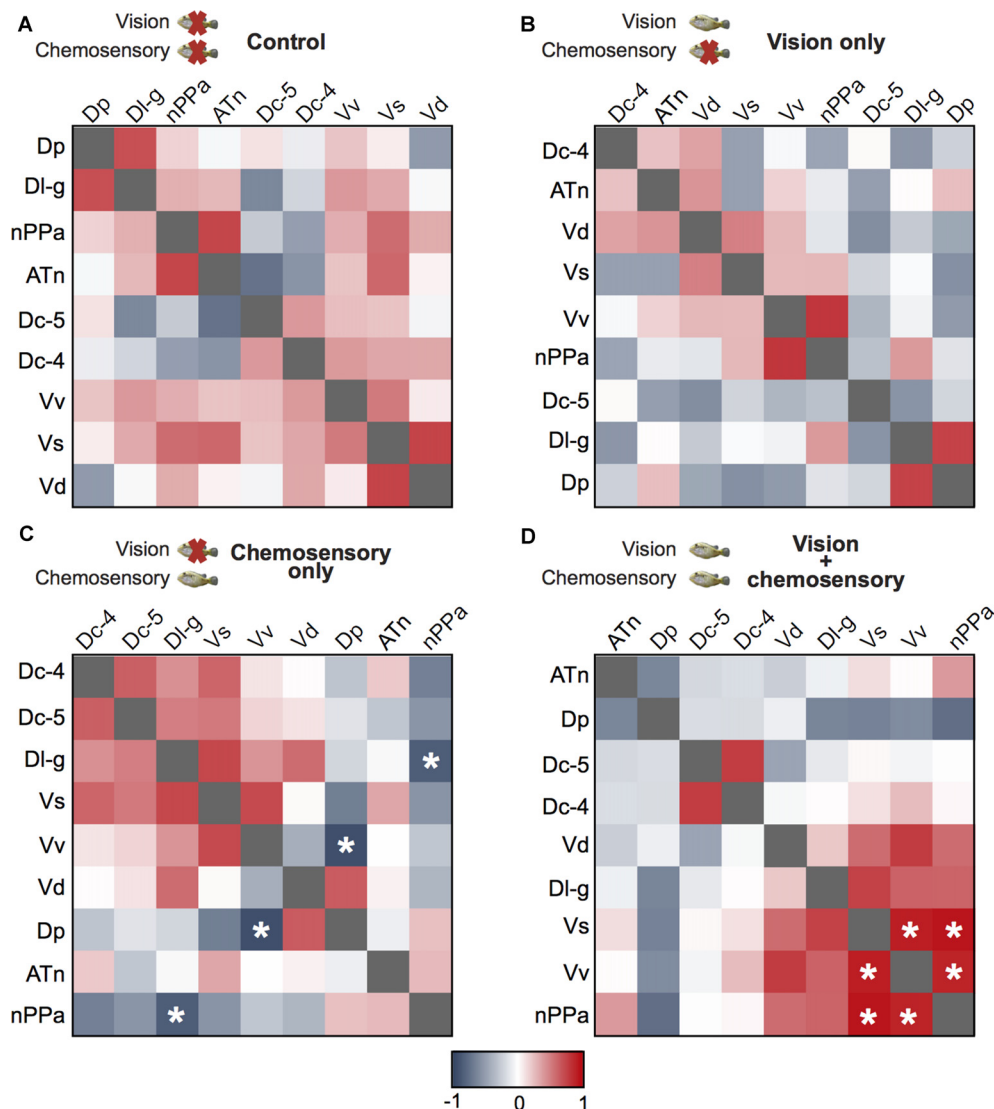 A
Vision
Chemosensory
Control
Dp Dl-g nPPa ATn Dc-5 Dc-4 Vv Vs Vd
Dp
Dl-g
nPPa
ATn
Dc-5
Dc-4
Vv
Vs
Vd
B
Vision
Chemosensory
Vision only
Dc-4 ATn Vd Vs Vv nPPa Dc-5 Dl-g Dp
Dc-4
ATn
Vd
Vs
Vv
nPPa
Dc-5
Dl-g
Dp
C
Vision
Chemosensory
Chemosensory
only
Dc-4 Dc-5 Dl-g Vs Vv Vd Dp ATn nPPa
Dc-4
Dc-5
Dl-g
*
Vs
Vv
*
Vd
Dp
*
ATn
nPPa
*
D
Vision
Chemosensory
Vision
+
chemosensory
ATn Dp Dc-5 Dc-4 Vd Dl-g Vs Vv nPPa
ATn
Dp
Dc-5
Dc-4
Vd
Dl-g
Vs
* *
Vv
* *
nPPa
* *
-1 0 1